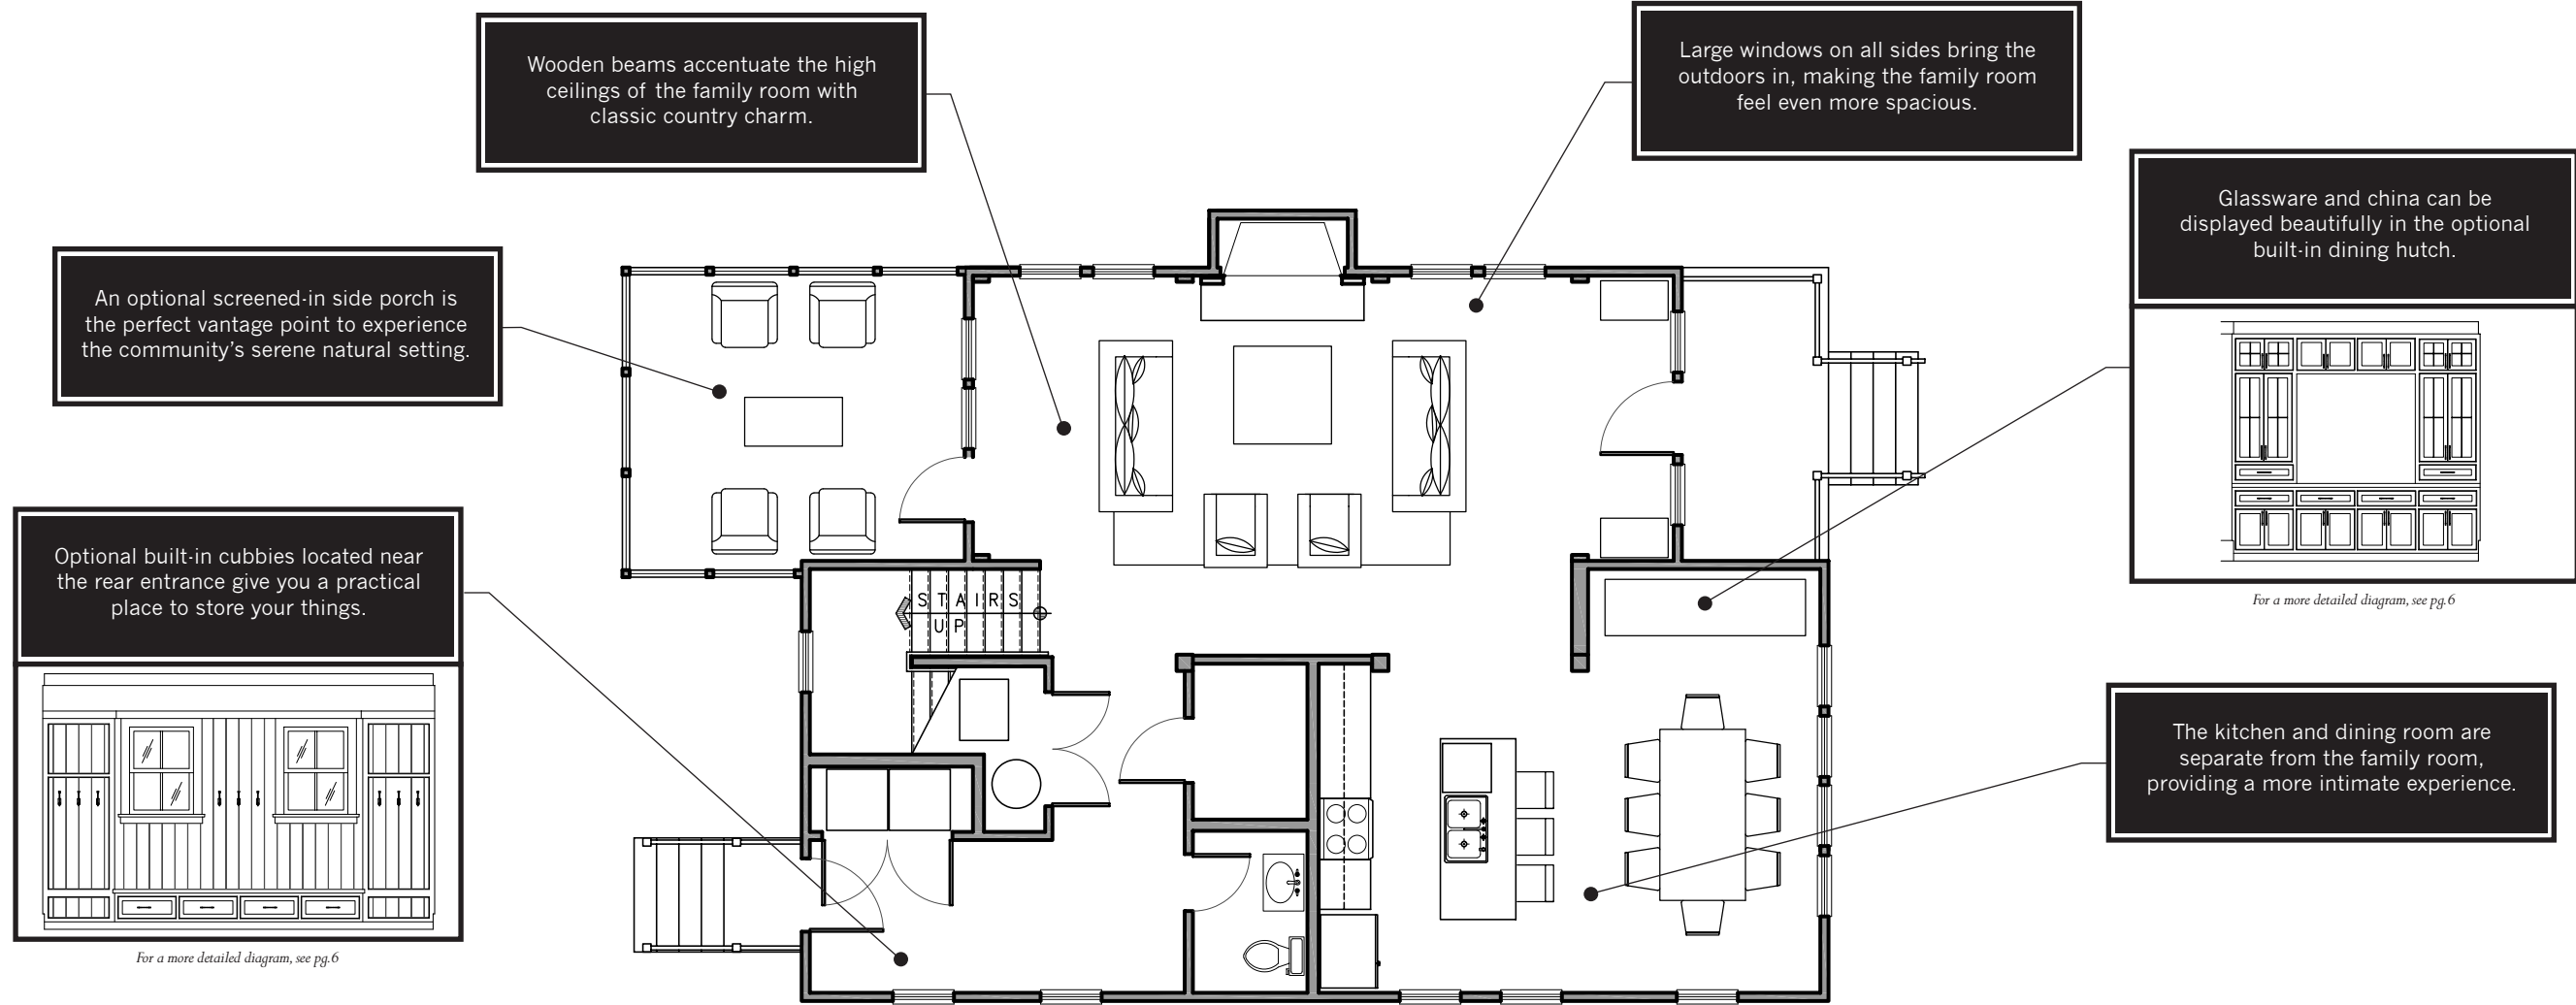 Wooden beams accentuate the high
ceilings of the family room with
classic country charm.
Large windows on all sides bring the
outdoors in, making the family room
feel even more spacious.
Glassware and china can be
displayed beautifully in the optional
built-in dining hutch.
For a more detailed diagram, see pg.6
An optional screened-in side porch is
the perfect vantage point to experience
the community’s serene natural setting.
Optional built-in cubbies located near
the rear entrance give you a practical
place to store your things.
For a more detailed diagram, see pg.6
STAIRS
UP
The kitchen and dining room are
separate from the family room,
providing a more intimate experience.